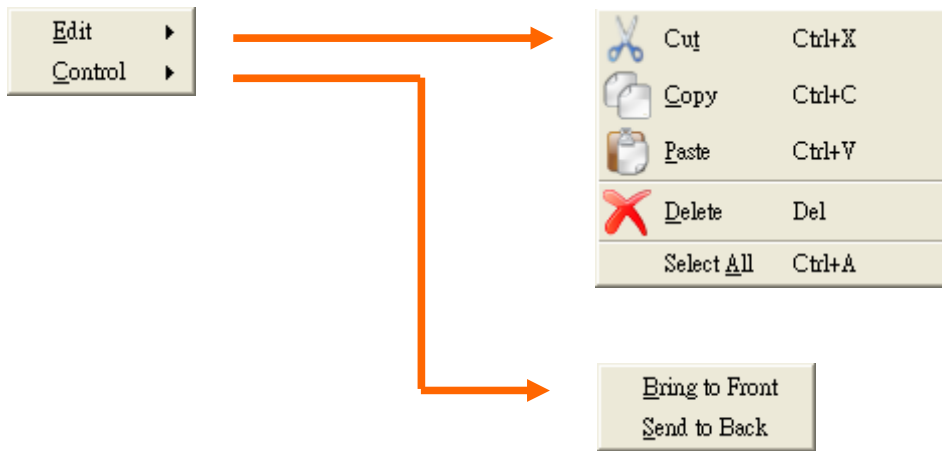 Edit
Control
Cut Ctrl+X
Copy Ctrl+C
Paste Ctrl+V
Delete Del
Select All Ctrl+A
Bring to Front
Send to Back